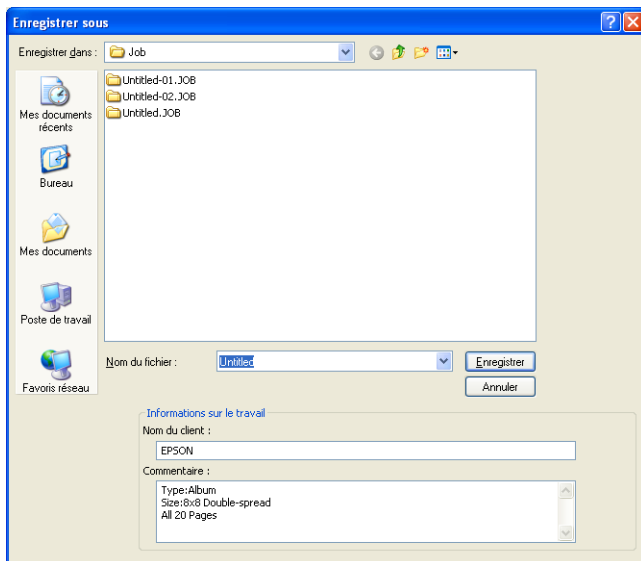 Enregistrer sous
Enregistrer dans :
Job
Mes documents
récents
Bureau
Mes documents
Poste de travail
Favoris réseau
Untitled-01.JOB
Untitled-02.JOB
Untitled.JOB
Nom du fichier :
Untitled
Enregistrer
Annuler
Informations sur le travail
Nom du client :
EPSON
Commentaire :
Type:Album
Size:8x8 Double-spread
All 20 Pages